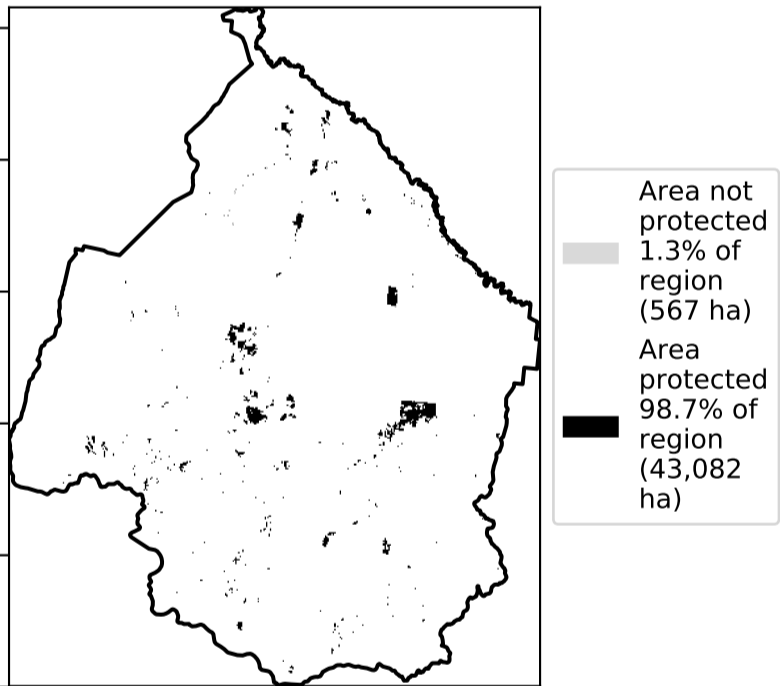 Area not
protected
1.3% of
region
(567 ha)
Area
protected
98.7% of
region
(43,082
ha)